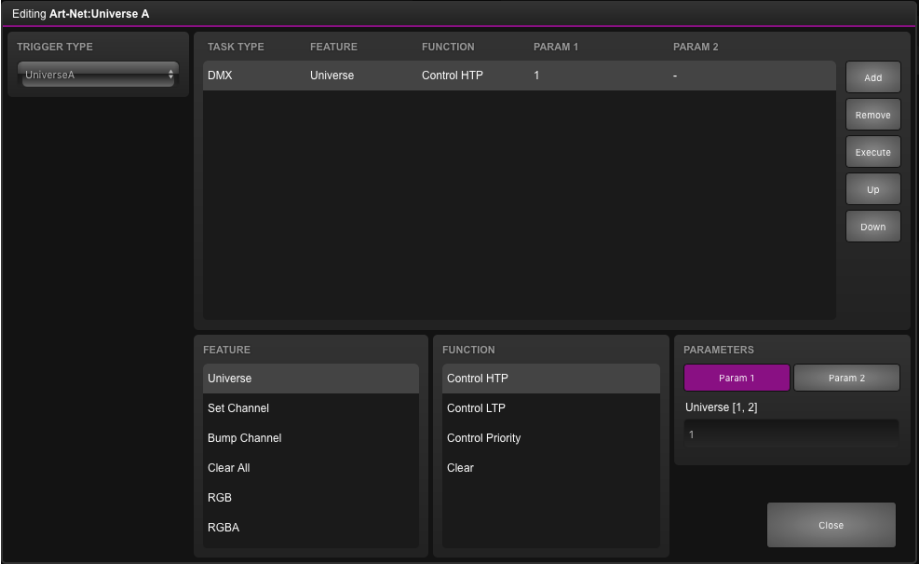 Editing Art-Net:Universe A
TRIGGER TYPE
UniverseA
TASK TYPE FEATURE FUNCTION PARAM 1 PARAM 2
DMX Universe Control HTP 1 -
Add
Remove
Execute
Up
Down
FEATURE
Universe
Set Channel
Bump Channel
Clear All
RGB
RGBA
FUNCTION
Control HTP
Control LTP
Control Priority
Clear
PARAMETERS
Param 1 Param 2
Universe [1, 2]
1
Close